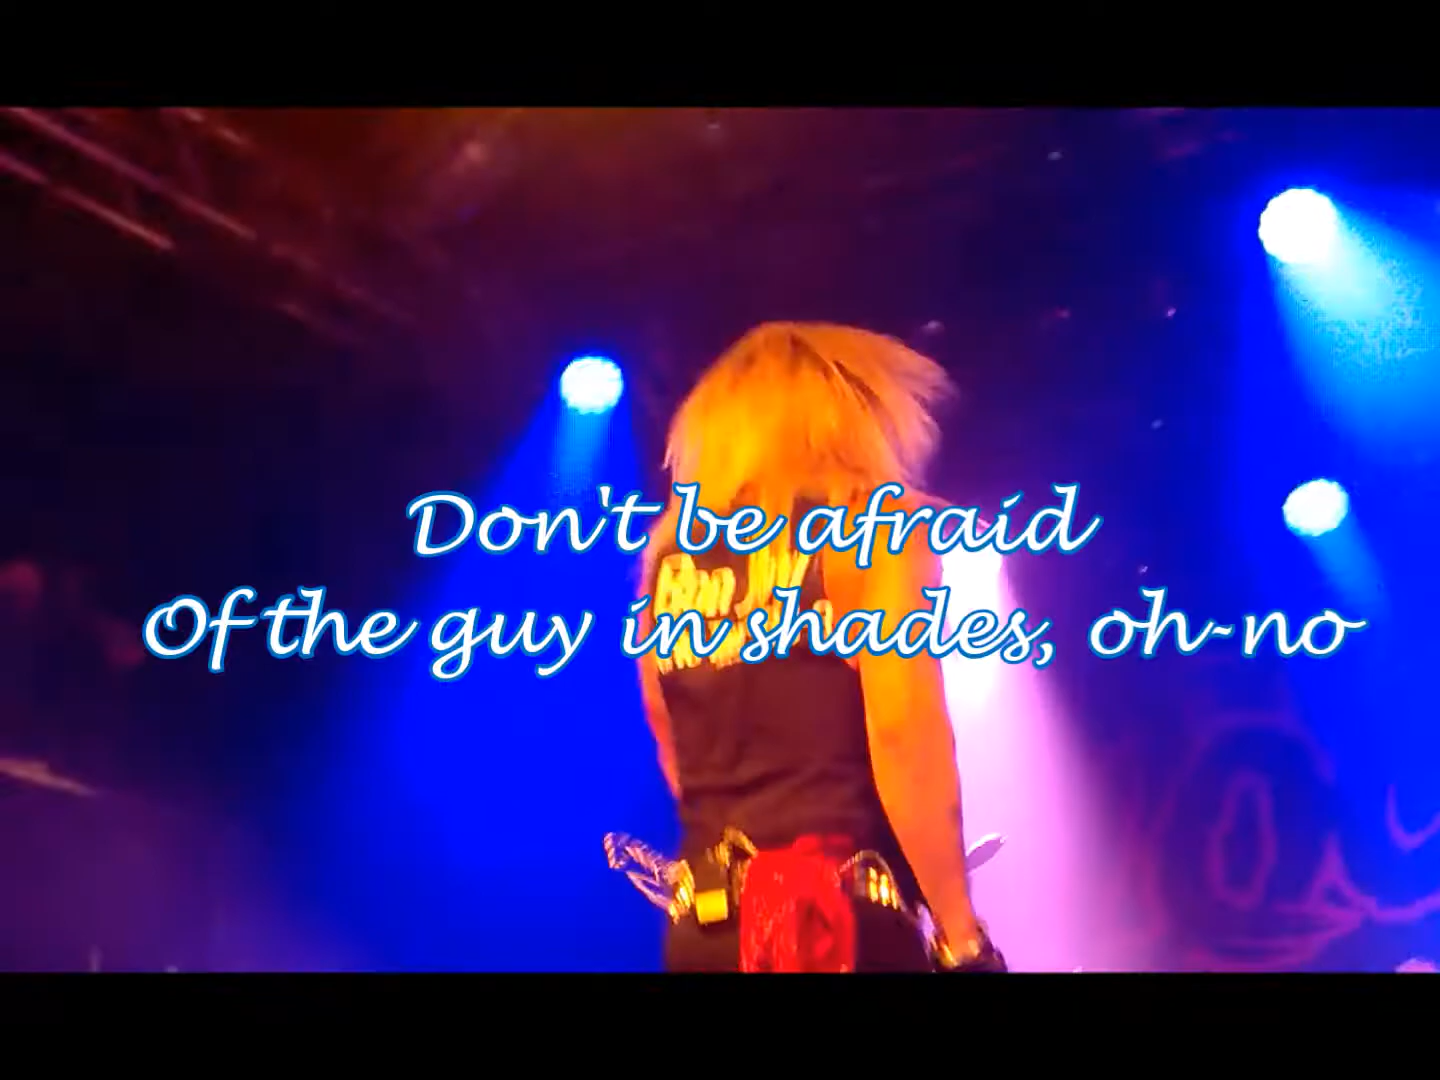 Don't be afraid
Of the guy in shades, oh-no